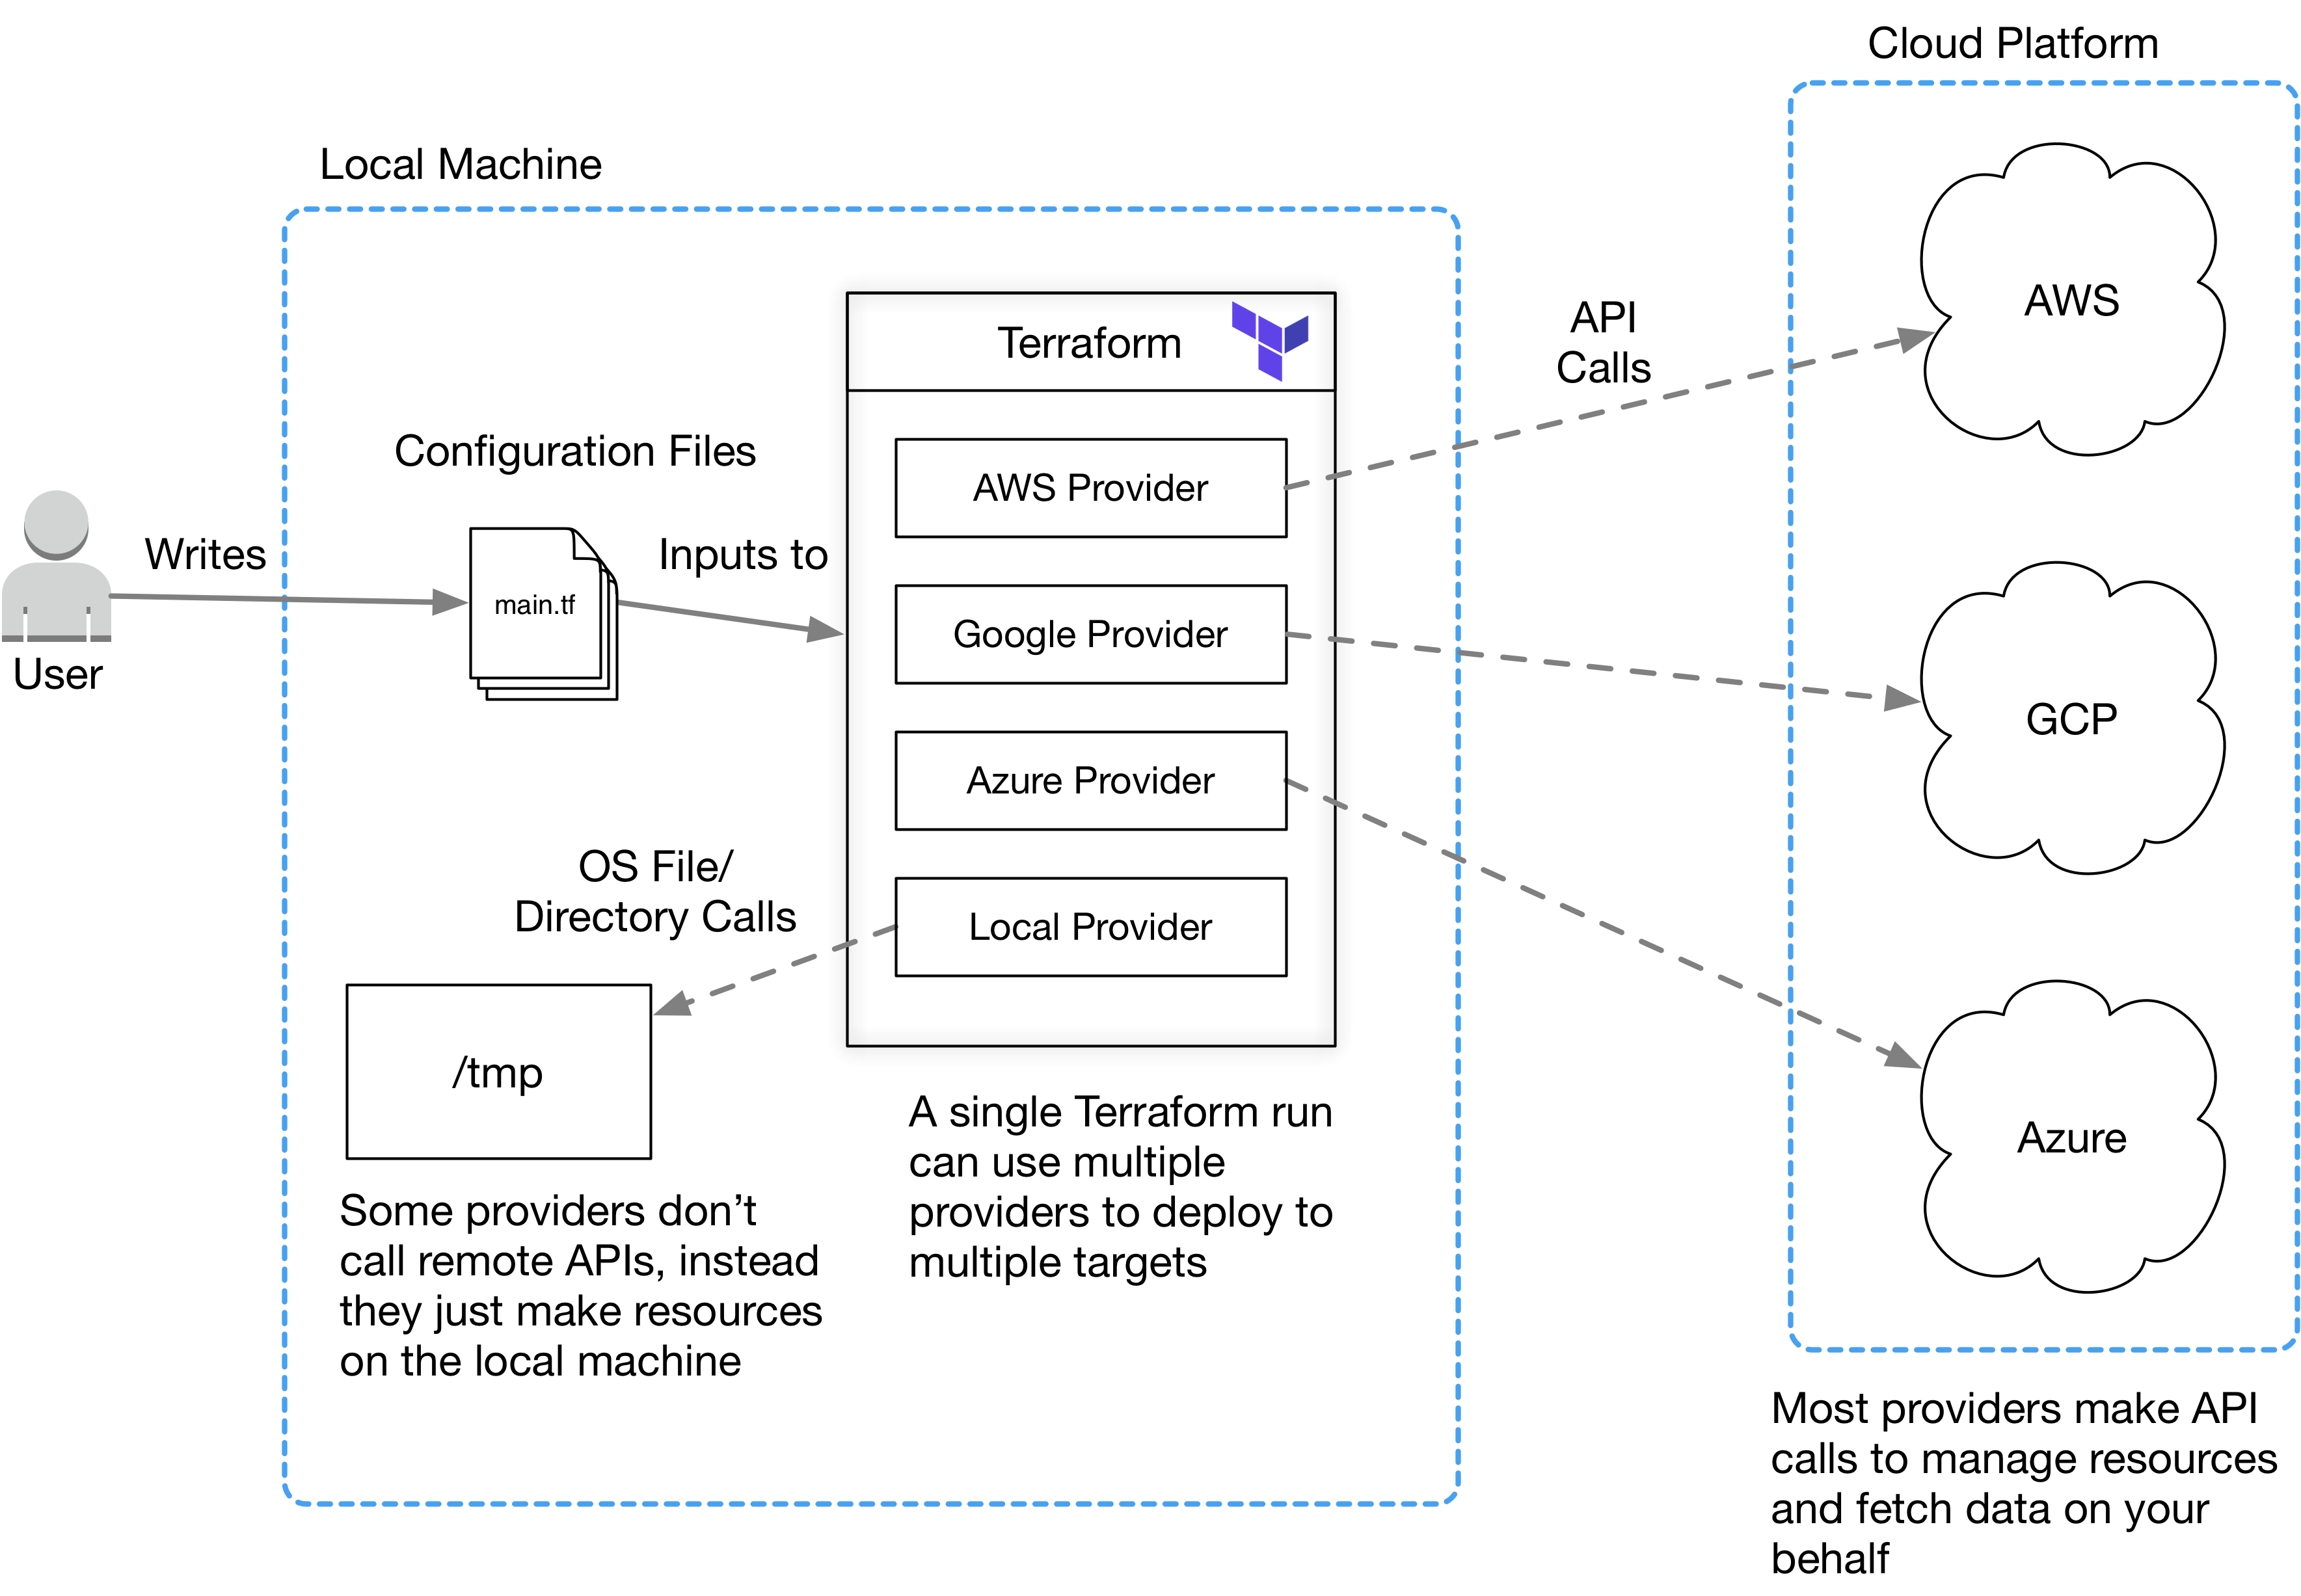 Cloud Platform
Local Machine
Terraform
API
Calls
AWS
Configuration Files
AWS Provider
Writes
Inputs to
main.tf
Google Provider
User
GCP
Azure Provider
OS File/
Directory Calls
Local Provider
/tmp
A single Terraform run
can use multiple
providers to deploy to
multiple targets
Azure
Some providers don’t
call remote APIs, instead
they just make resources
on the local machine
Most providers make API
calls to manage resources
and fetch data on your
behalf